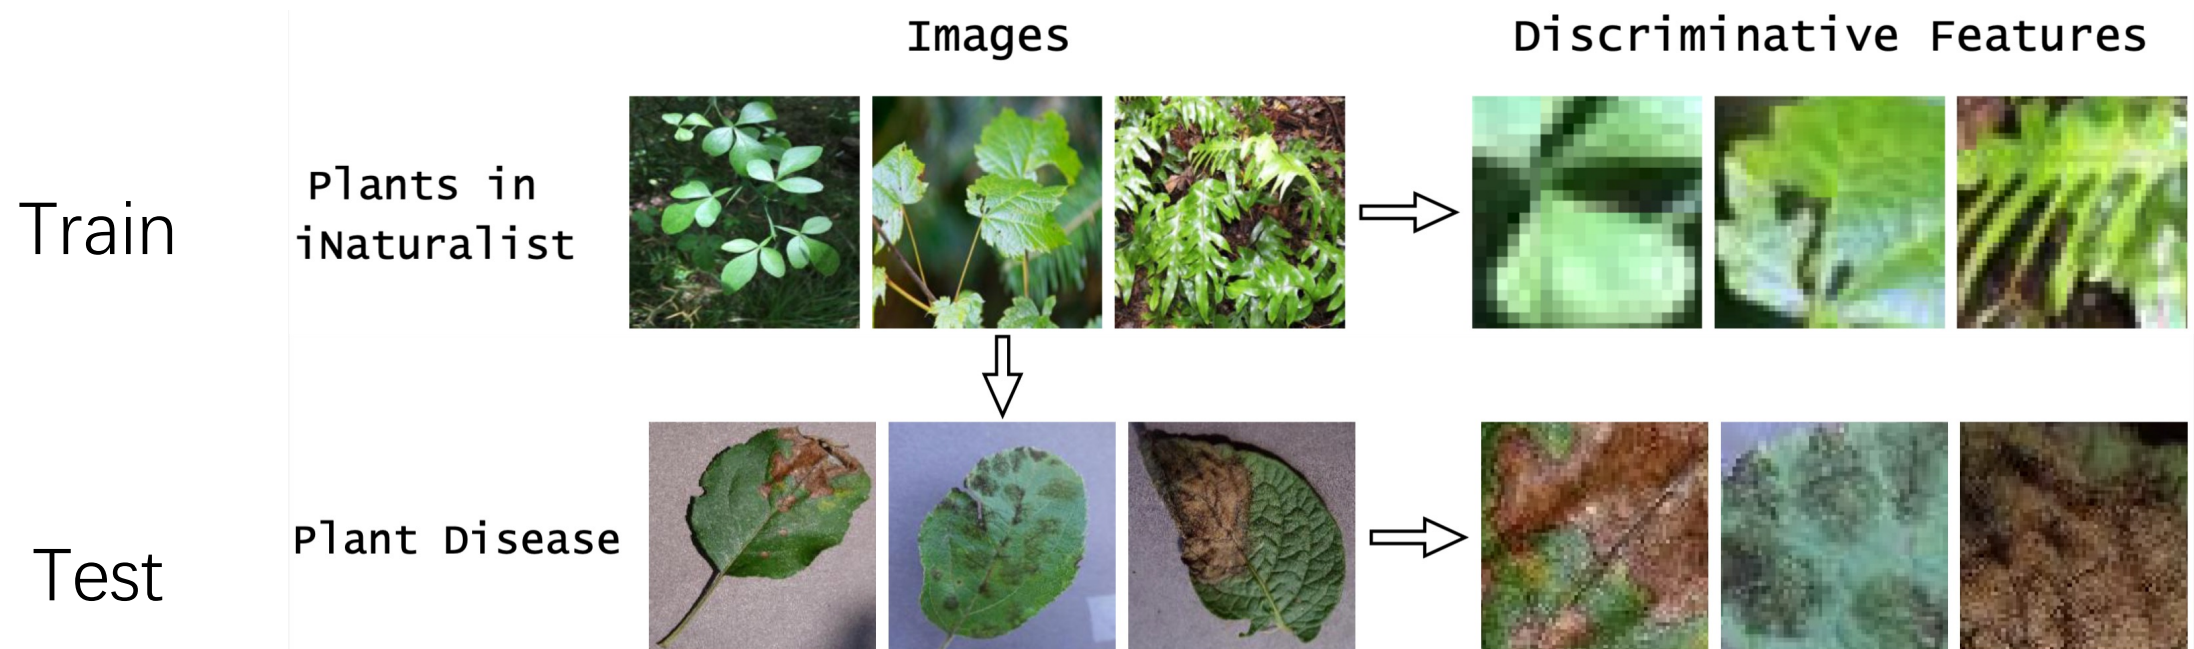 Images
Discriminative Features
Train
Plants in
iNaturalist
Test
Plant Disease